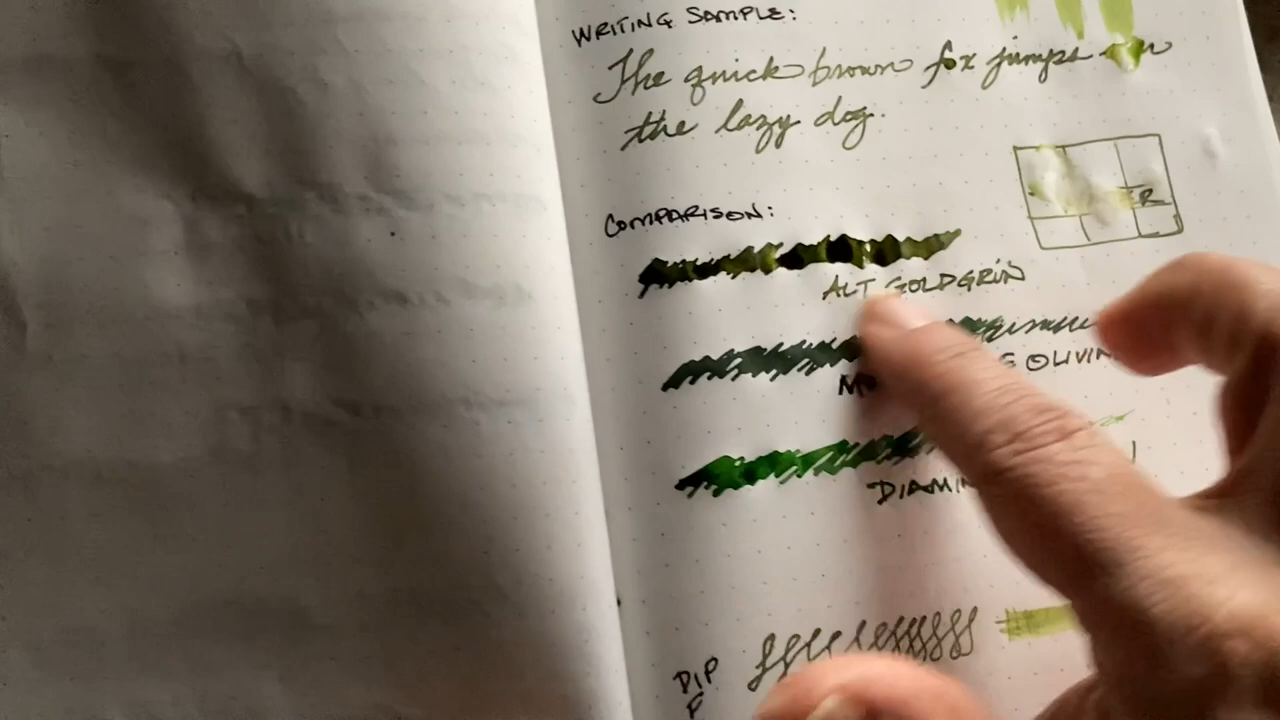 WRITING SAMPLE:
The quick brown fox jumps
the lazy dog.
COMPARISON:
ALT GOLDGRÜN
DIP
F